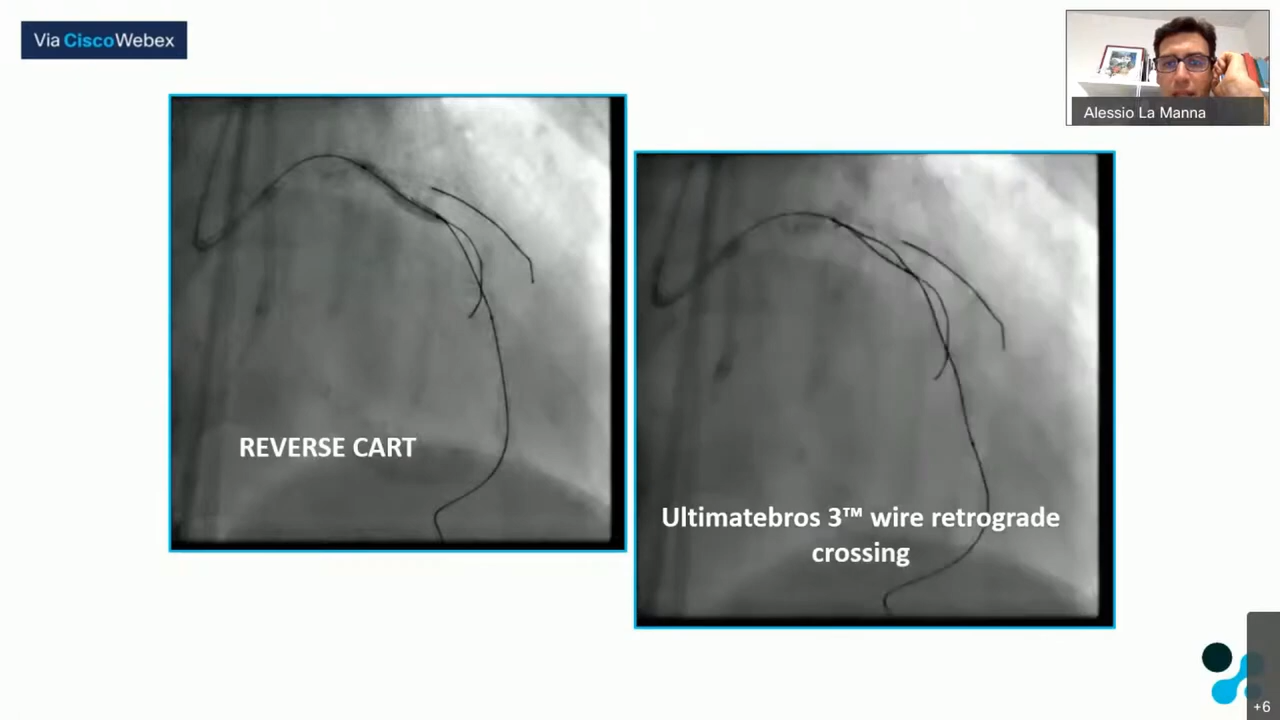 Via CiscoWebex
Alessio La Manna
REVERSE CART
Ultimatebros 3™ wire retrograde
crossing
+6